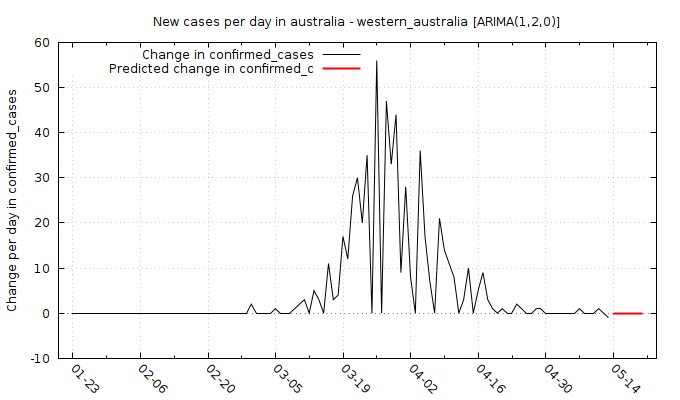 New cases per day in australia - western_australia [ARIMA(1,2,0)]
Change in confirmed_cases
Predicted change in confirmed_c
Change per day in confirmed_cases
60
50
40
30
20
10
0
-10
01-23 02-06 02-20 03-05 03-19 04-02 04-16 04-30 05-14